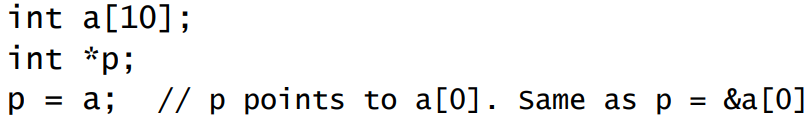 int a[10];
int *p;
p = a;  // p points to a[0]. Same as p = &a[0]